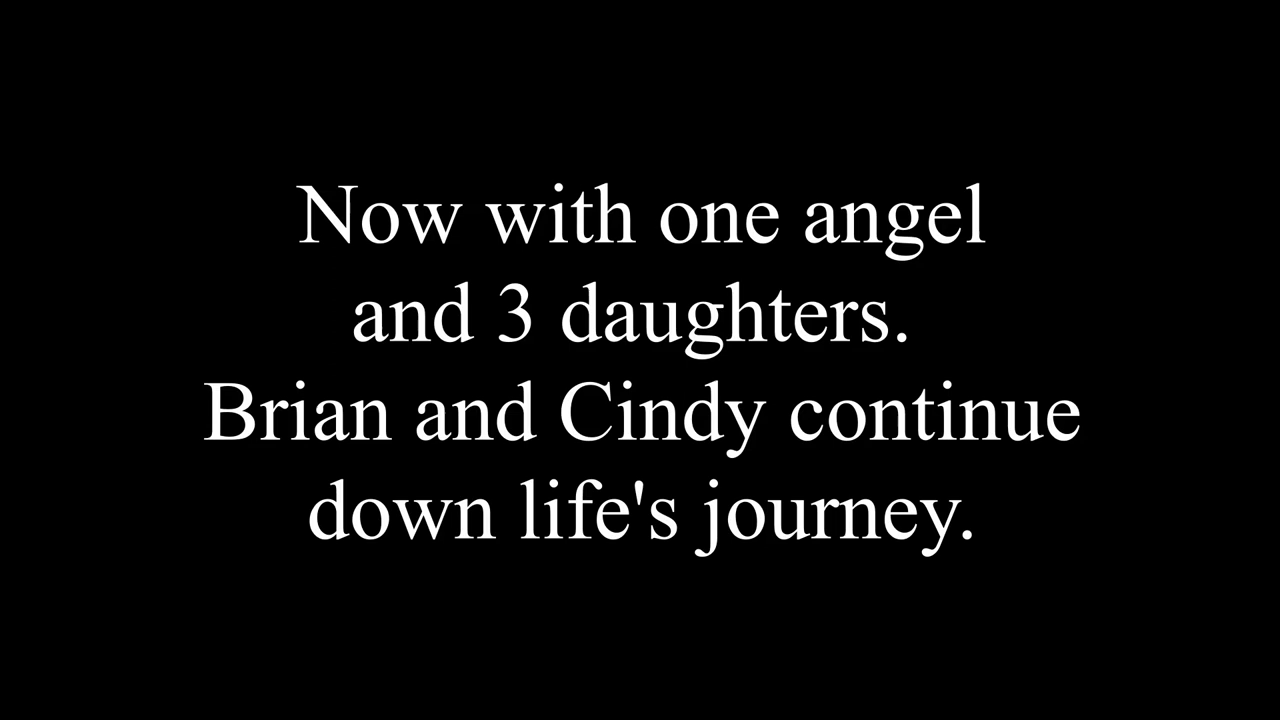 Now with one angel
and 3 daughters.
Brian and Cindy continue
down life's journey.